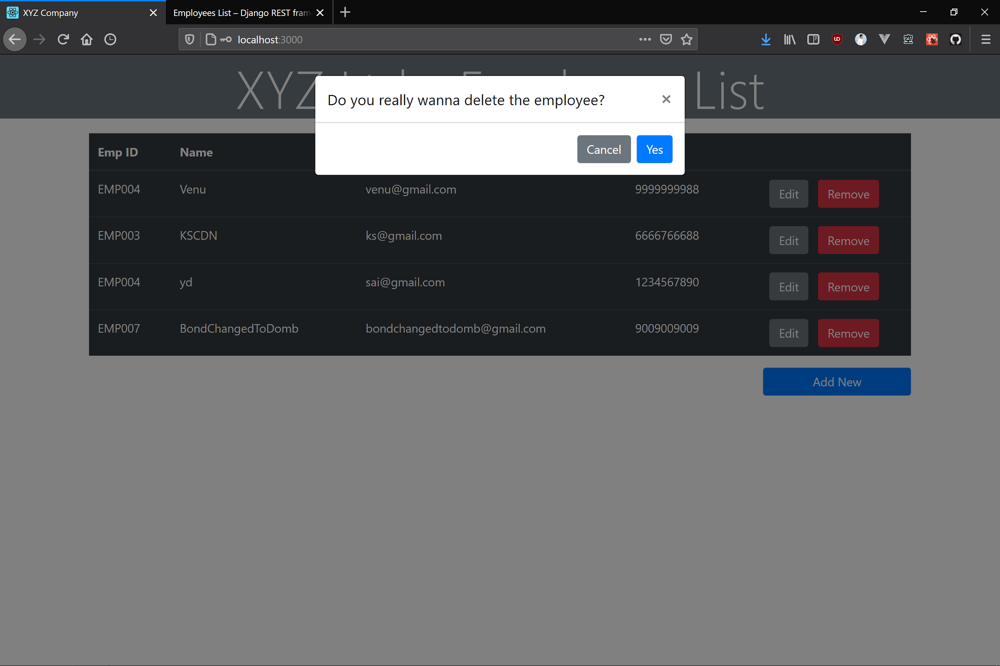 XYZ Company
Employees List – Django REST fram
localhost:3000
XYZ List
Do you really wanna delete the employee?
×
Cancel Yes
Emp ID Name
EMP004 Venu venu@gmail.com 9999999988 Edit Remove
EMP003 KSCDN ks@gmail.com 6666766688 Edit Remove
EMP004 yd sai@gmail.com 1234567890 Edit Remove
EMP007 BondChangedToDomb bondchangedtodomb@gmail.com 9009009009 Edit Remove
Add New